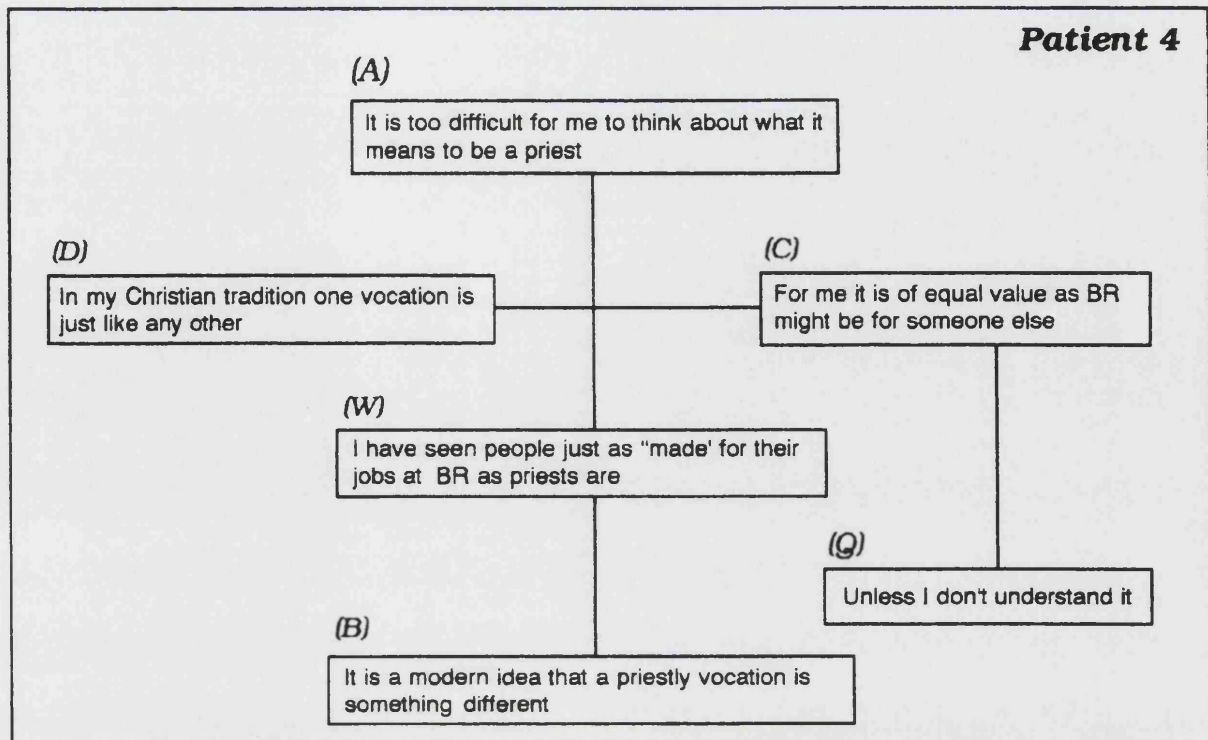 Patient 4
(A)
It is too difficult for me to think about what it
means to be a priest
(D)
In my Christian tradition one vocation is
just like any other
(C)
For me it is of equal value as BR
might be for someone else
(W)
I have seen people just as "made' for their
jobs at BR as priests are
(Q)
Unless I don't understand it
(B)
It is a modern idea that a priestly vocation is
something different